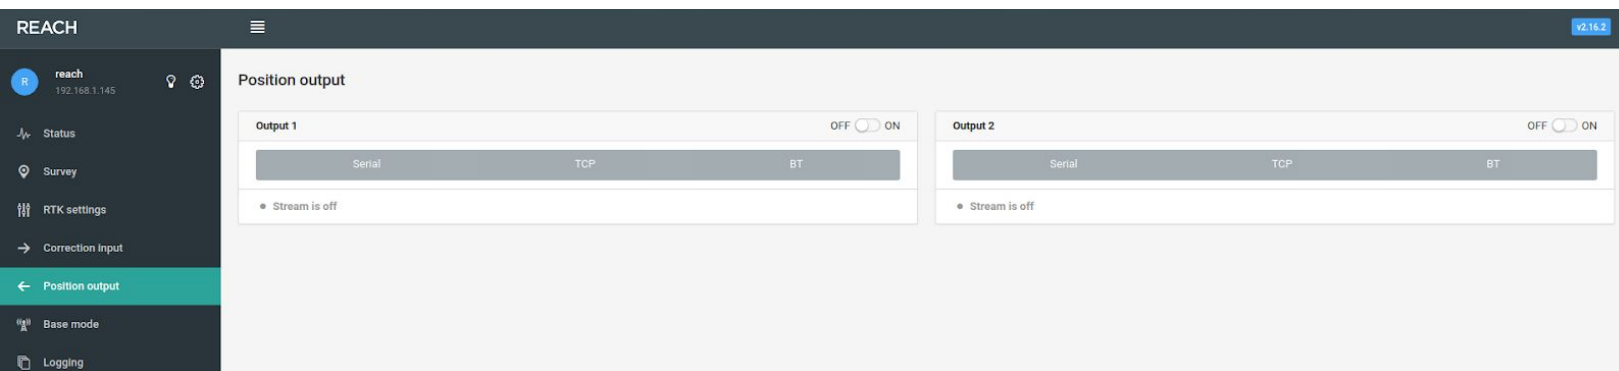 REACH
v2.16.2
R
reach
192.168.1.145
Status
Survey
RTK settings
Correction input
Position output
Base mode
Logging
Position output
Output 1 OFF ON
Serial TCP BT
Stream is off
Output 2 OFF ON
Serial TCP BT
Stream is off